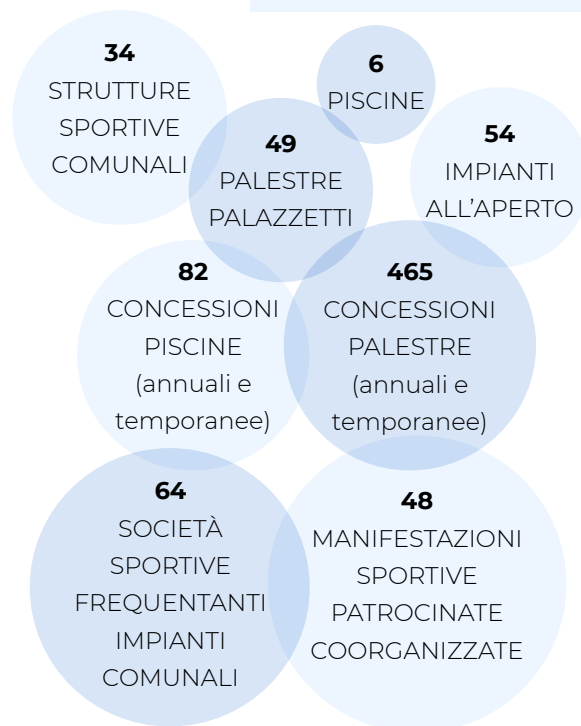 34
STRUTTURE
SPORTIVE
COMUNALI
6
PISCINE
49
PALESTRE
PALAZZETTI
54
IMPIANTI
ALL'APERTO
82
CONCESSIONI
PISCINE
(annuali e
temporanee)
465
CONCESSIONI
PALESTRE
(annuali e
temporanee)
64
SOCIETÀ
SPORTIVE
FREQUENTANTI
IMPIANTI
COMUNALI
48
MANIFESTAZIONI
SPORTIVE
PATROCINATE
COORGANIZZATE